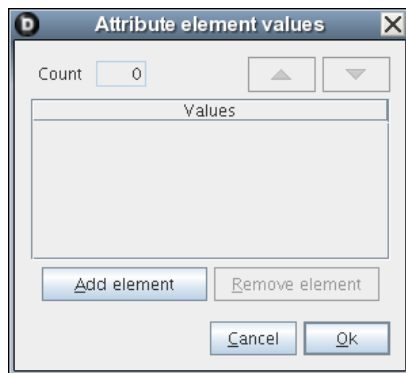 D Attribute element values
Count 0
Values
Add element Remove element
Cancel Ok